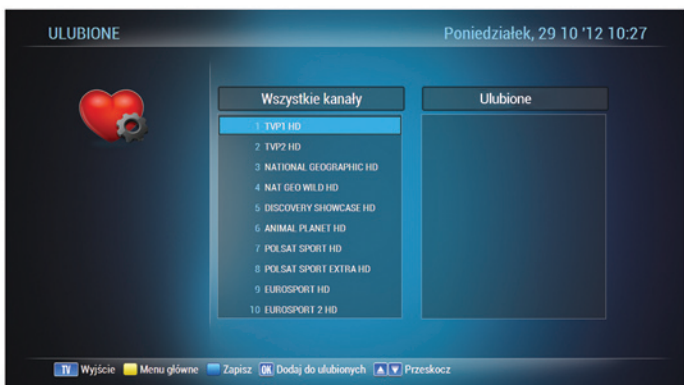 ULUBIONE
Poniedziałek, 29 10 '12 10:27
Wszystkie kanały
Ulubione
1 TVP1 HD
2 TVP2 HD
3 NATIONAL GEOGRAPHIC HD
4 NAT GEO WILD HD
5 DISCOVERY SHOWCASE HD
6 ANIMAL PLANET HD
7 POLSAT SPORT HD
8 POLSAT SPORT EXTRA HD
9 EUROSPORT HD
10 EUROSPORT 2 HD
TV Wyjście Menu główne Zapisz OK Dodaj do ulubionych ▲ ▼ Przeskocz